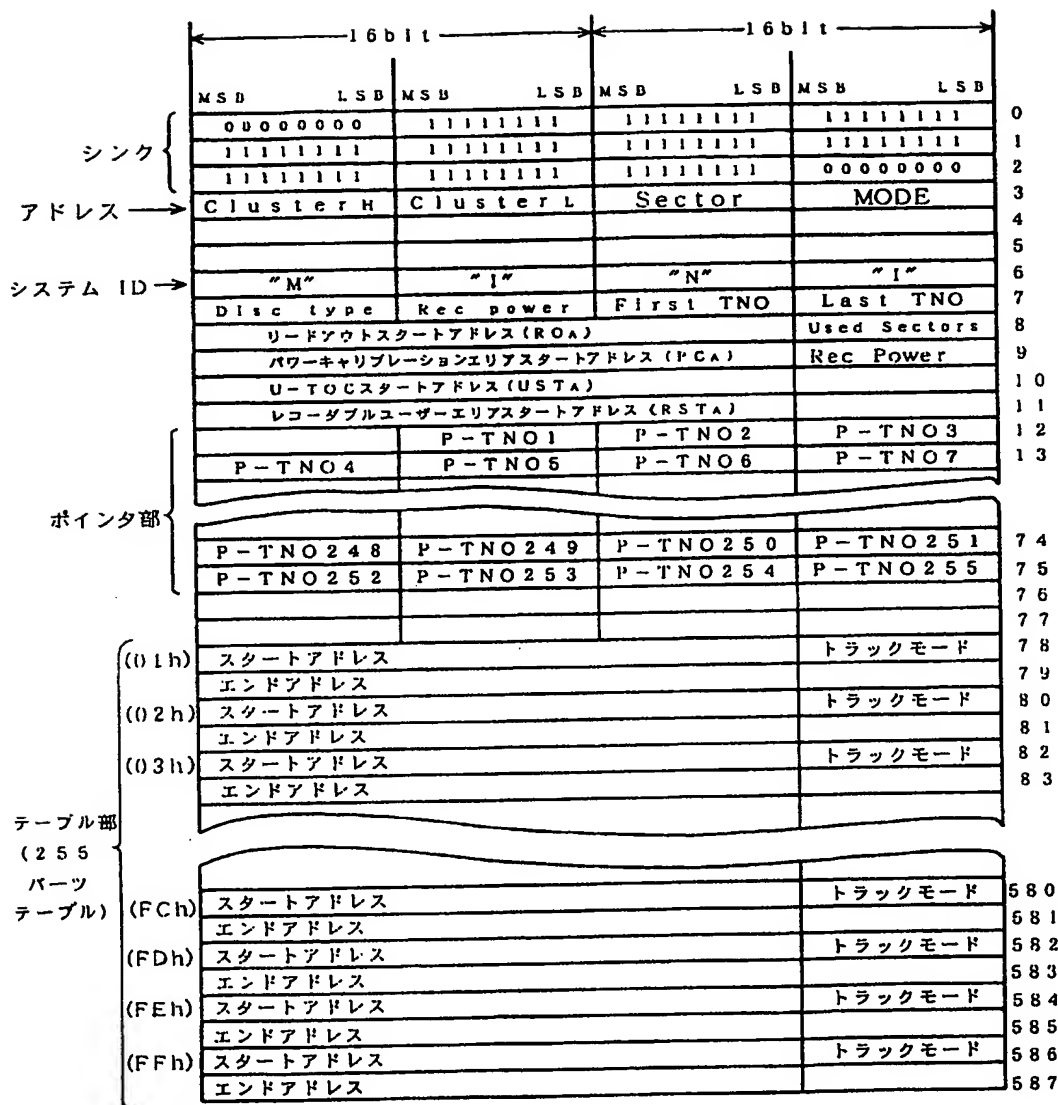 16bit 16bit
MSB LSB MSB LSB MSB LSB MSB LSB
シンク
00000000 11111111 11111111 11111111 0
11111111 11111111 11111111 11111111 1
11111111 11111111 11111111 00000000 2
アドレス ClusterH ClusterL Sector MODE 3
4
5
システム ID "M" "I" "N" "I" 6
Disc type Rec power First TNO Last TNO 7
リードアウトスタートアドレス(ROA) Used Sectors 8
パワーキャリブレーションエリアスタートアドレス(PCA) Rec Power 9
U-TOCスタートアドレス(USTA) 10
レコーダブルユーザーエリアスタートアドレス(RSTA) 11
ポインタ部
P-TNO1 P-TNO2 P-TNO3 12
P-TNO4 P-TNO5 P-TNO6 P-TNO7 13
P-TNO248 P-TNO249 P-TNO250 P-TNO251 74
P-TNO252 P-TNO253 P-TNO254 P-TNO255 75
76
77
テーブル部
(255
パーツ
テーブル)
(01h) スタートアドレス トラックモード 78
エンドアドレス 79
(02h) スタートアドレス トラックモード 80
エンドアドレス 81
(03h) スタートアドレス トラックモード 82
エンドアドレス 83
(FCh) スタートアドレス トラックモード 580
エンドアドレス 581
(FDh) スタートアドレス トラックモード 582
エンドアドレス 583
(FEh) スタートアドレス トラックモード 584
エンドアドレス 585
(FFh) スタートアドレス トラックモード 586
エンドアドレス 587